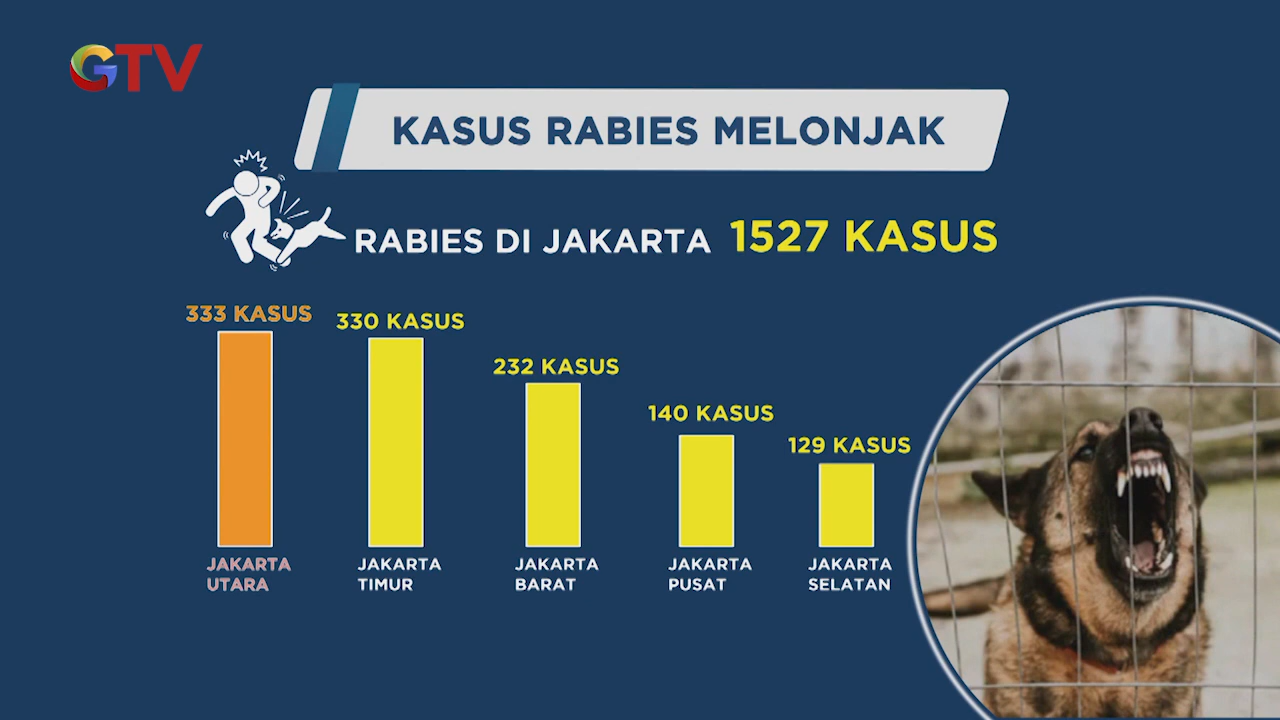 GTV
KASUS RABIES MELONJAK
RABIES DI JAKARTA 1527 KASUS
333 KASUS
330 KASUS
232 KASUS
140 KASUS
129 KASUS
JAKARTA
UTARA
JAKARTA
TIMUR
JAKARTA
BARAT
JAKARTA
PUSAT
JAKARTA
SELATAN